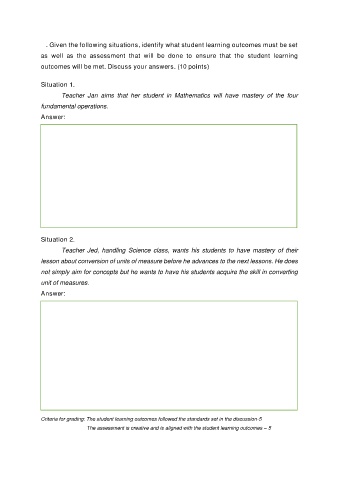 . Given the following situations, identify what student learning outcomes must be set
as well as the assessment that will be done to ensure that the student learning
outcomes will be met. Discuss your answers. (10 points)
Situation 1.
Teacher Jan aims that her student in Mathematics will have mastery of the four
fundamental operations.
Answer:
Situation 2.
Teacher Jed, handling Science class, wants his students to have mastery of their
lesson about conversion of units of measure before he advances to the next lessons. He does
not simply aim for concepts but he wants to have his students acquire the skill in converting
unit of measures.
Answer:
Criteria for grading: The student learning outcomes followed the standards set in the discussion-5
The assessment is creative and is aligned with the student learning outcomes – 5